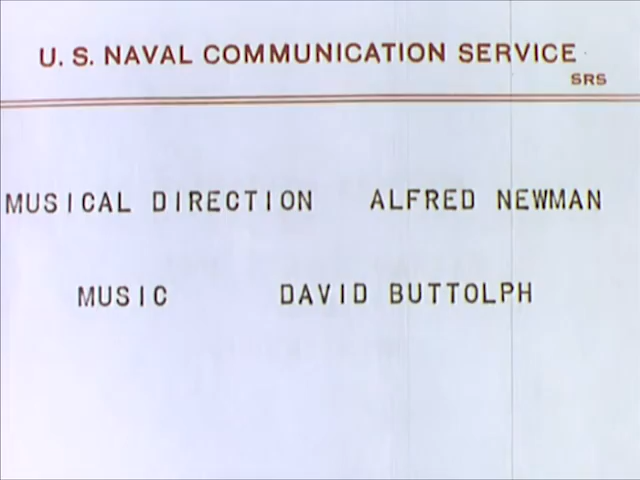 U. S. NAVAL COMMUNICATION SERVICE
SRS
MUSICAL DIRECTION ALFRED NEWMAN
MUSIC DAVID BUTTOLPH